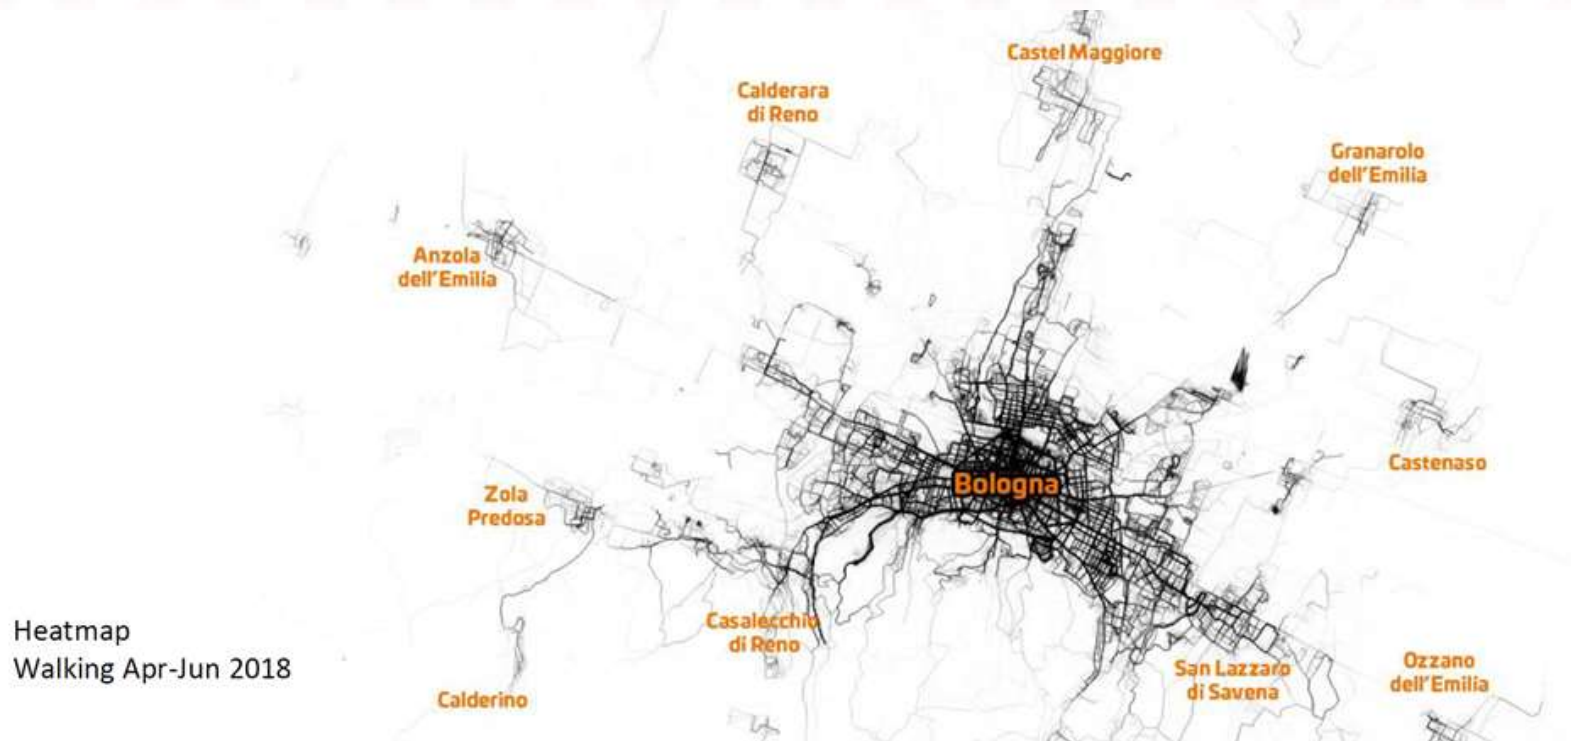 Castel Maggiore
Calderara
di Reno
Granarolo
dell'Emilia
Anzola
dell'Emilia
Castenaso
Bologna
Zola
Predosa
Casalecchio
di Reno
Heatmap
Walking Apr-Jun 2018
San Lazzaro
di Savena
Ozzano
dell'Emilia
Calderino